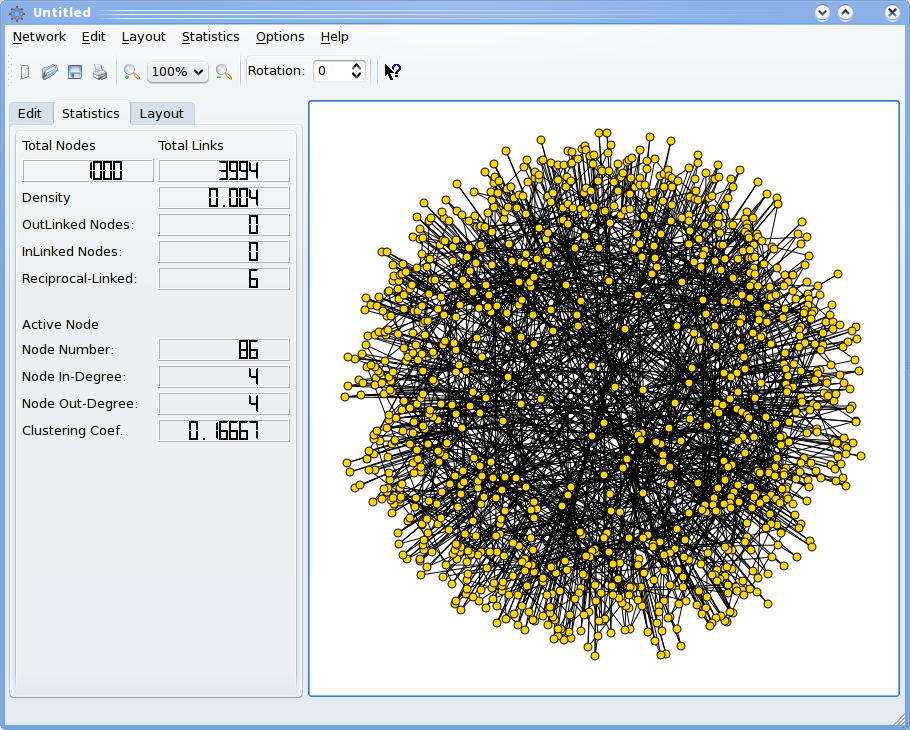 Untitled
Network Edit Layout Statistics Options Help
100% Rotation: 0
Edit Statistics Layout
Total Nodes Total Links
1000 3994
Density 0.004
OutLinked Nodes: 0
InLinked Nodes: 0
Reciprocal-Linked: 6
Active Node
Node Number: 86
Node In-Degree: 4
Node Out-Degree: 4
Clustering Coef. 0.16667